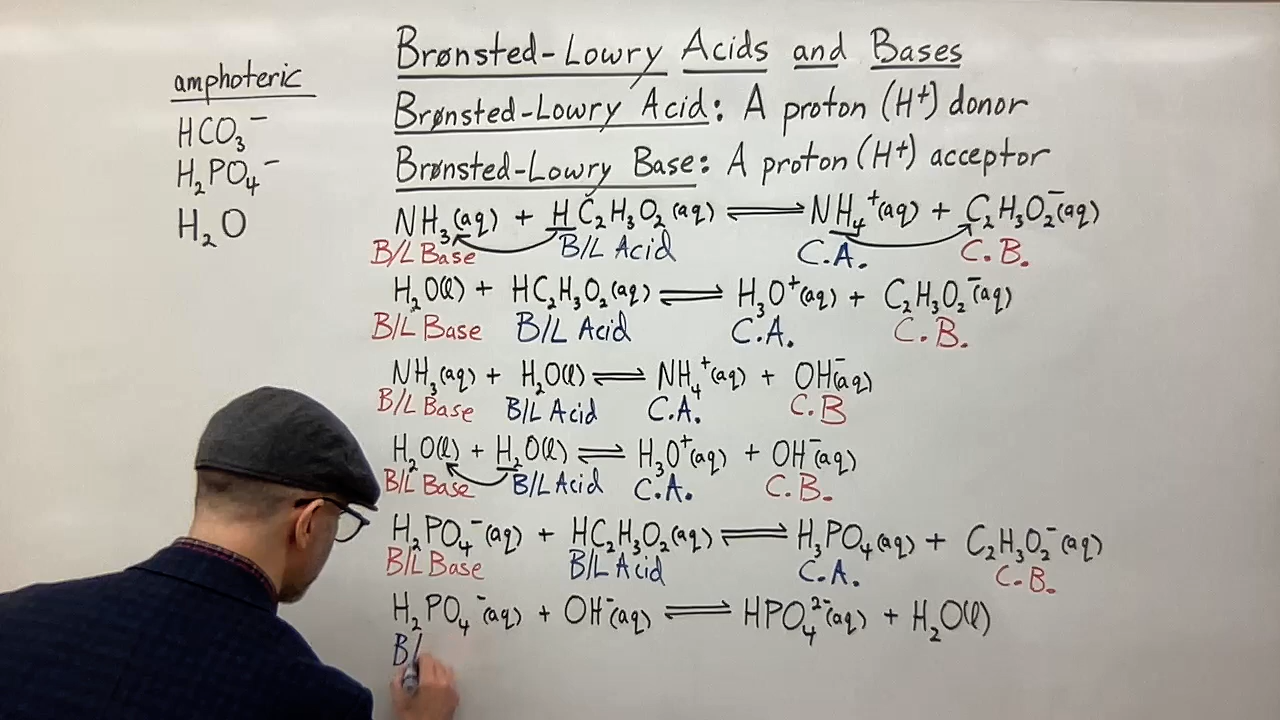 amphoteric
HCO₃⁻
H₂PO₄⁻
H₂O
Brønsted-Lowry Acids and Bases
Brønsted-Lowry Acid: A proton (H⁺) donor
Brønsted-Lowry Base: A proton (H⁺) acceptor
NH₃(aq) + HC₂H₃O₂(aq) ⇌ NH₄⁺(aq) + C₂H₃O₂⁻(aq)
B/L Base B/L Acid C.A. C.B.
H₂O(l) + HC₂H₃O₂(aq) ⇌ H₃O⁺(aq) + C₂H₃O₂⁻(aq)
B/L Base B/L Acid C.A. C.B.
NH₃(aq) + H₂O(l) ⇌ NH₄⁺(aq) + OH⁻(aq)
B/L Base B/L Acid C.A. C.B
H₂O(l) + H₂O(l) ⇌ H₃O⁺(aq) + OH⁻(aq)
B/L Base B/L Acid C.A. C.B.
H₂PO₄⁻(aq) + HC₂H₃O₂(aq) ⇌ H₃PO₄(aq) + C₂H₃O₂⁻(aq)
B/L Base B/L Acid C.A. C.B.
H₂PO₄⁻(aq) + OH⁻(aq) ⇌ HPO₄²⁻(aq) + H₂O(l)
B/